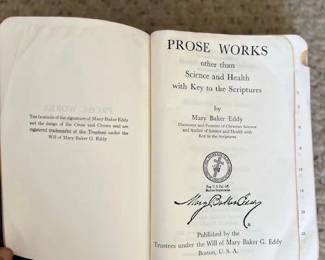 The facsimile of the signature of Mary Baker Eddy
and the design of the Cross and Crown seal are
registered trademarks of the Trustees under the
Will of Mary Baker G. Eddy
PROSE WORKS
other than
Science and Health
with Key to the Scriptures
by
Mary Baker Eddy
Discoverer and Founder of Christian Science
and Author of Science and Health with
Key to the Scriptures
Mary Baker Eddy
Published by the
Trustees under the Will of Mary Baker G. Eddy
Boston, U. S. A.